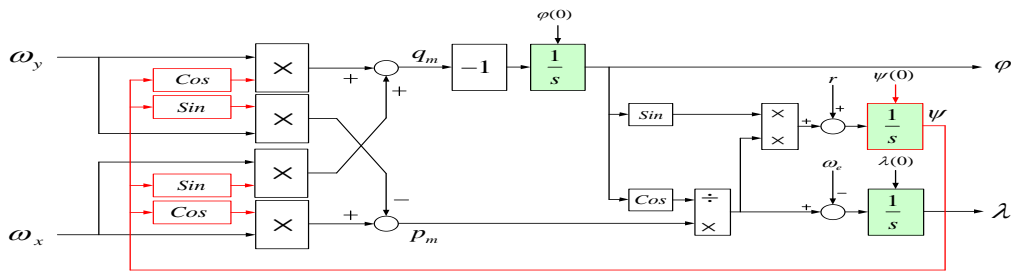 φ(0)
ω_y
Cos
×
+
q_m
−1
1/s
φ
+
Sin
×
r
ψ(0)
Sin
×
×
+
+
1/s
ψ
×
ω_e
λ(0)
Sin
−
Cos
÷
×
−
Cos
×
+
+
1/s
λ
ω_x
p_m